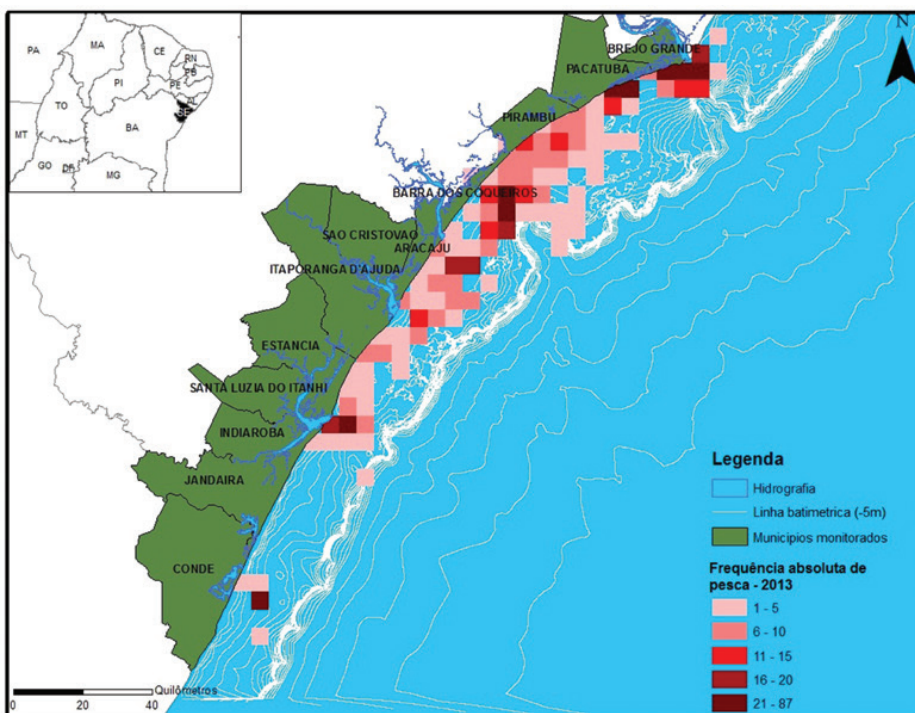 PA
MA
CE
RN
PB
PI
PE
AL
TO
SE
BA
MT
GO
DF
MG
N
BREJO GRANDE
PACATUBA
PIRAMBU
BARRA DOS COQUEIROS
SAO CRISTOVAO
ARACAJU
ITAPORANGA D'AJUDA
ESTANCIA
SANTA LUZIA DO ITANHI
INDIAROBA
JANDAIRA
CONDE
Legenda
Hidrografia
Linha batimetrica (-5m)
Municipios monitorados
Frequência absoluta de
pesca - 2013
1 - 5
6 - 10
11 - 15
16 - 20
21 - 87
Quilômetros
0 20 40